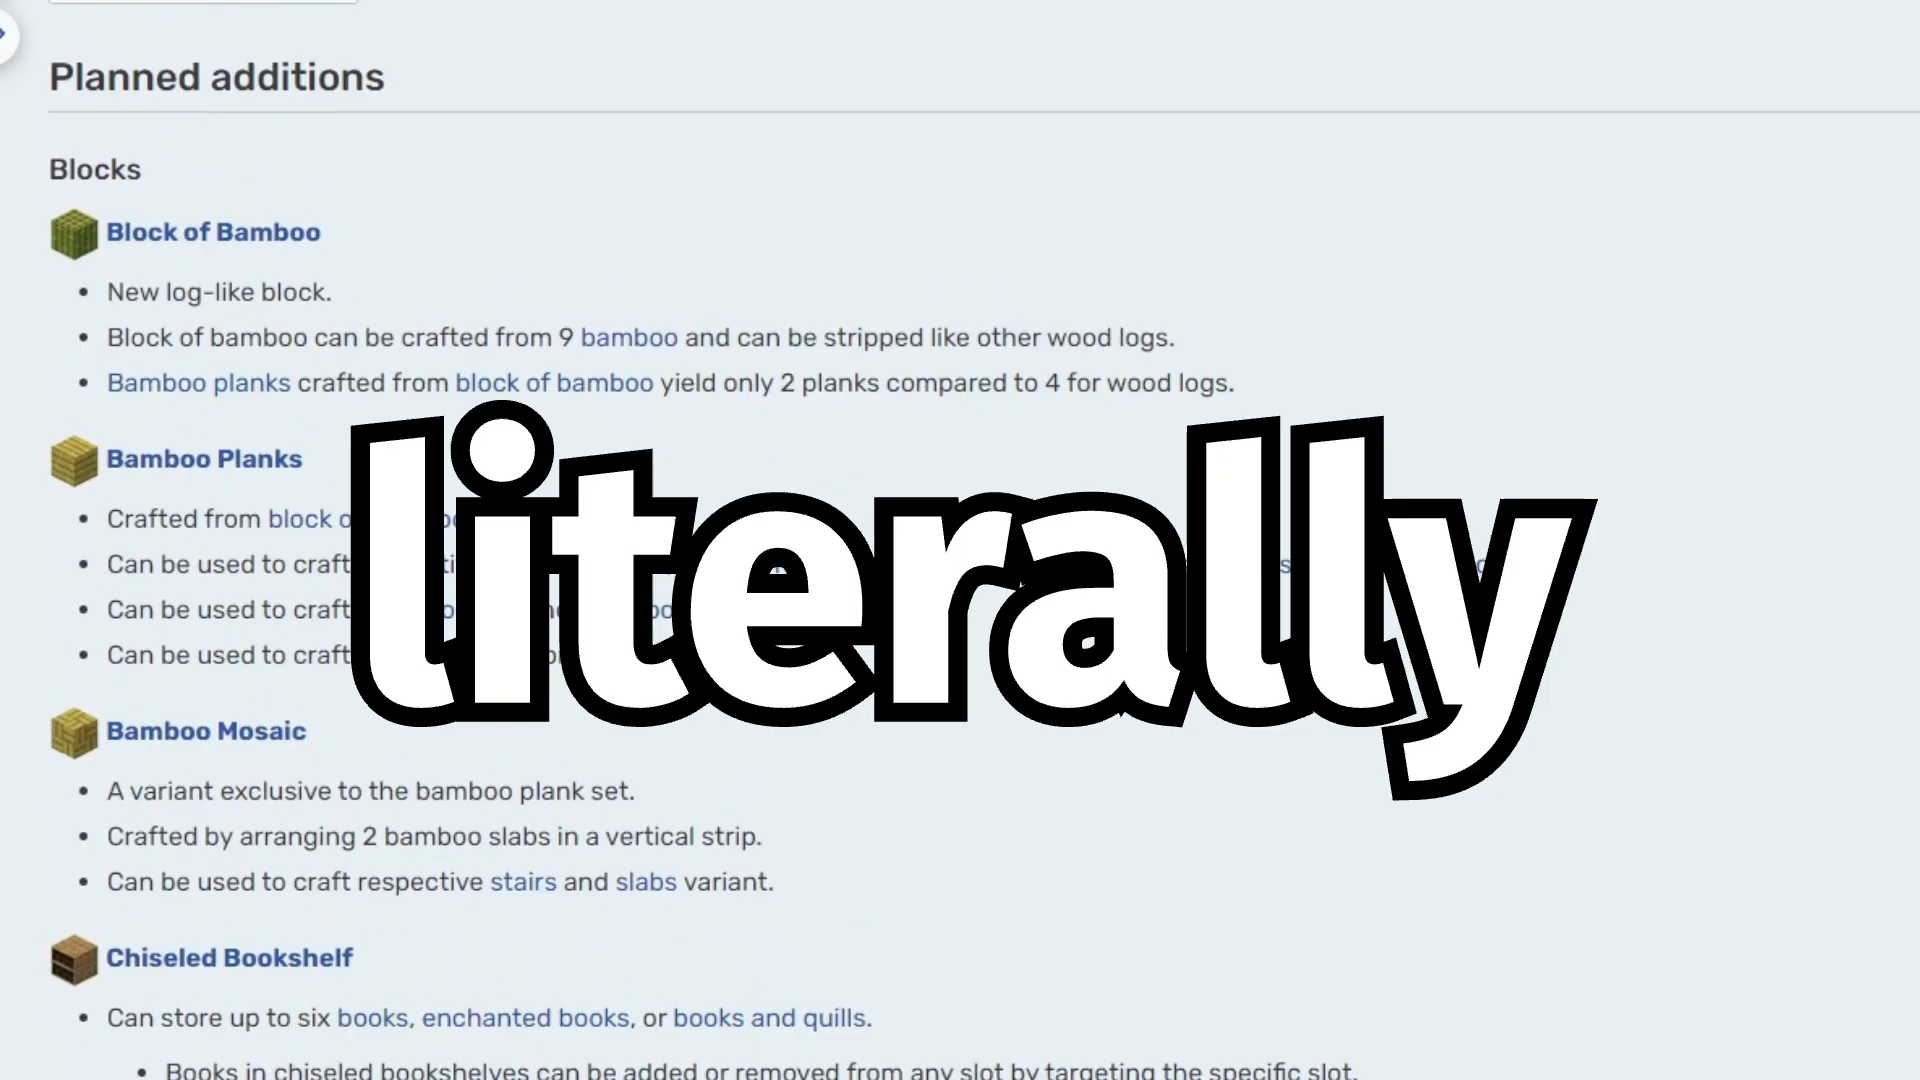 Planned additions
Blocks
Block of Bamboo
New log-like block.
Block of bamboo can be crafted from 9 bamboo and can be stripped like other wood logs.
Bamboo planks crafted from block of bamboo yield only 2 planks compared to 4 for wood logs.
Bamboo Planks
Crafted from block
Can be used to craft
Can be used to craft
Can be used to craft
literally
Bamboo Mosaic
A variant exclusive to the bamboo plank set.
Crafted by arranging 2 bamboo slabs in a vertical strip.
Can be used to craft respective stairs and slabs variant.
Chiseled Bookshelf
Can store up to six books, enchanted books, or books and quills.
Books in chiseled bookshelves can be added or removed from any slot by targeting the specific slot.